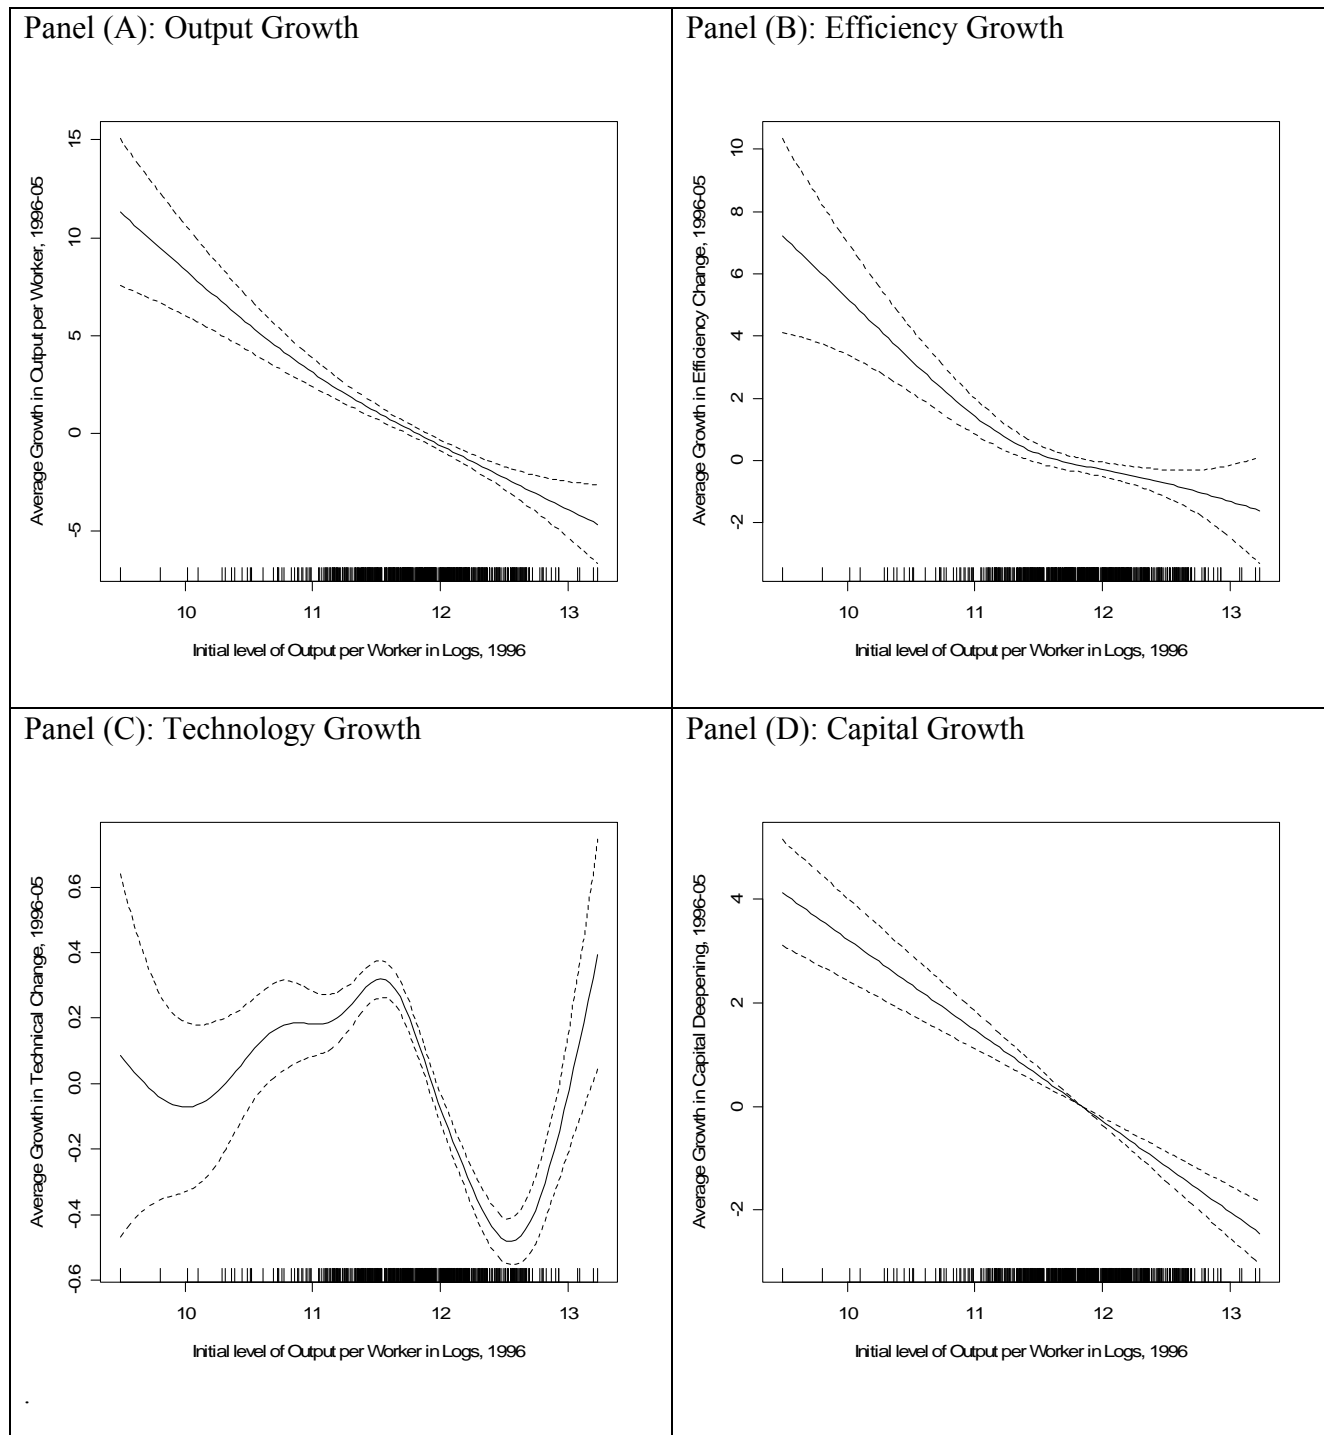 Panel (A): Output Growth
Average Growth in Output per Worker, 1996-05
15
10
5
0
-5
10 11 12 13
Initial level of Output per Worker in Logs, 1996
Panel (B): Efficiency Growth
Average Growth in Efficiency Change, 1996-05
10
8
6
4
2
0
-2
10 11 12 13
Initial level of Output per Worker in Logs, 1996
Panel (C): Technology Growth
Average Growth in Technical Change, 1996-05
0.6
0.4
0.2
0.0
-0.2
-0.4
-0.6
10 11 12 13
Initial level of Output per Worker in Logs, 1996
.
Panel (D): Capital Growth
Average Growth in Capital Deepening, 1996-05
4
2
0
-2
10 11 12 13
Initial level of Output per Worker in Logs, 1996